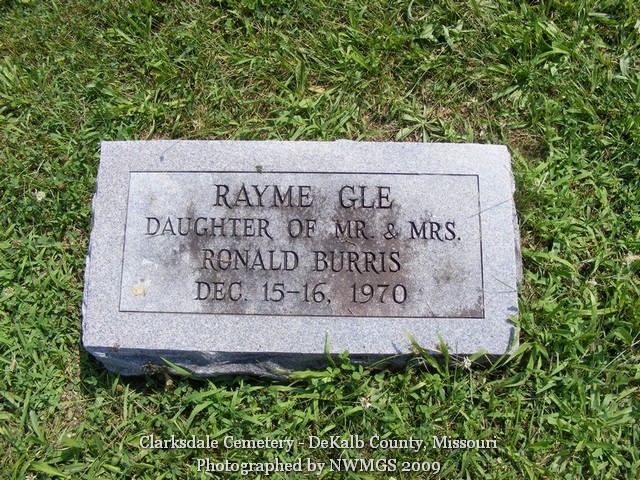 RAYME GLE
DAUGHTER OF MR. & MRS.
RONALD BURRIS
DEC. 15-16, 1970
Clarksdale Cemetery - DeKalb County, Missouri
Photographed by NWMGS 2009